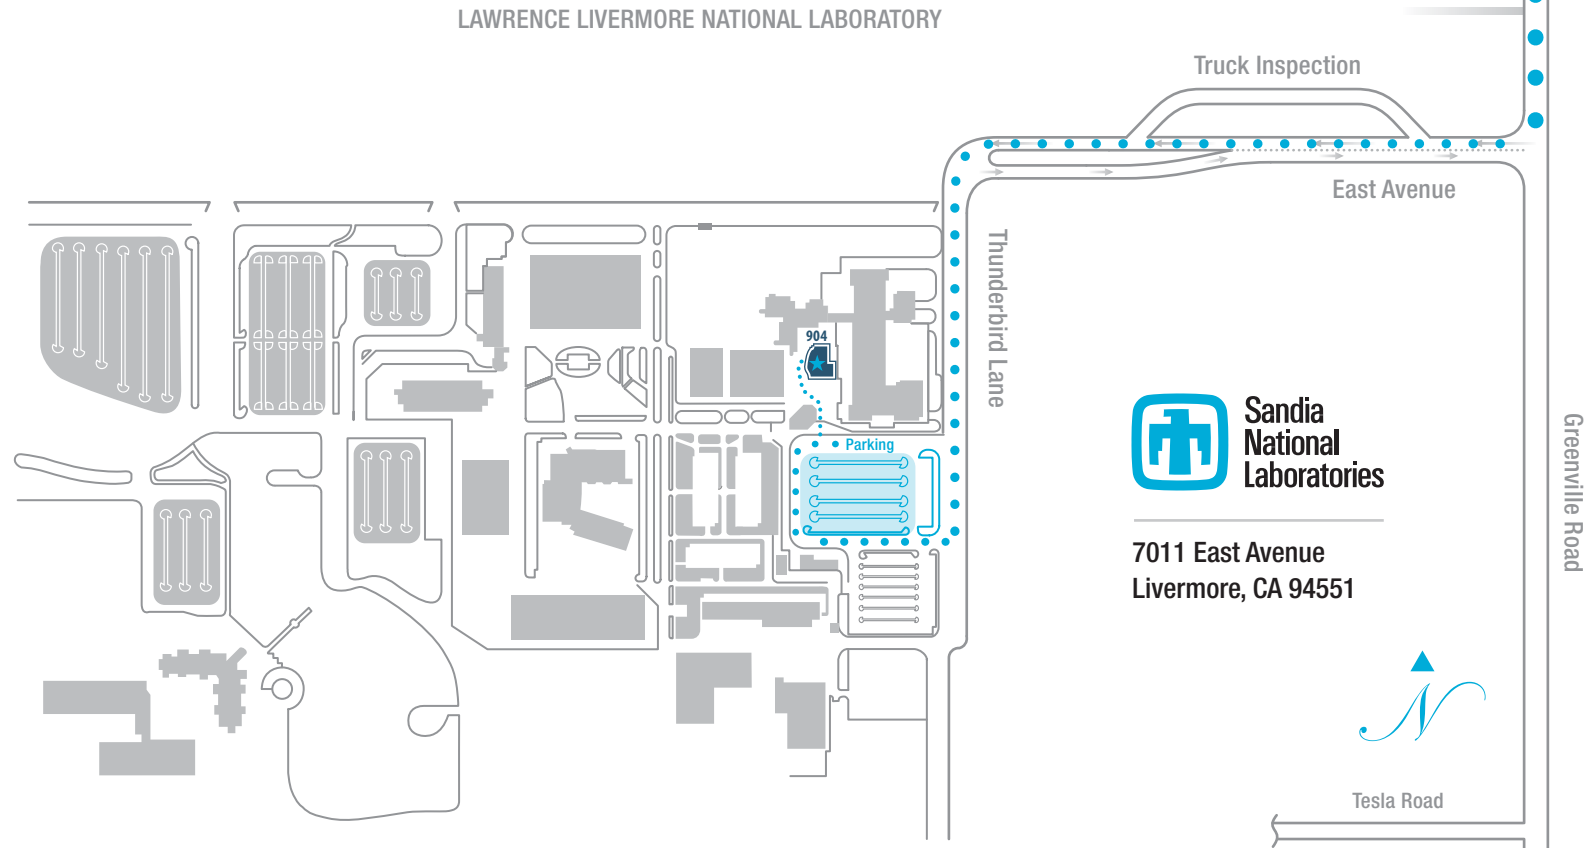 LAWRENCE LIVERMORE NATIONAL LABORATORY
Truck Inspection
East Avenue
Thunderbird Lane
904
Parking
Sandia
National
Laboratories
7011 East Avenue
Livermore, CA 94551
Greenville Road
N
Tesla Road